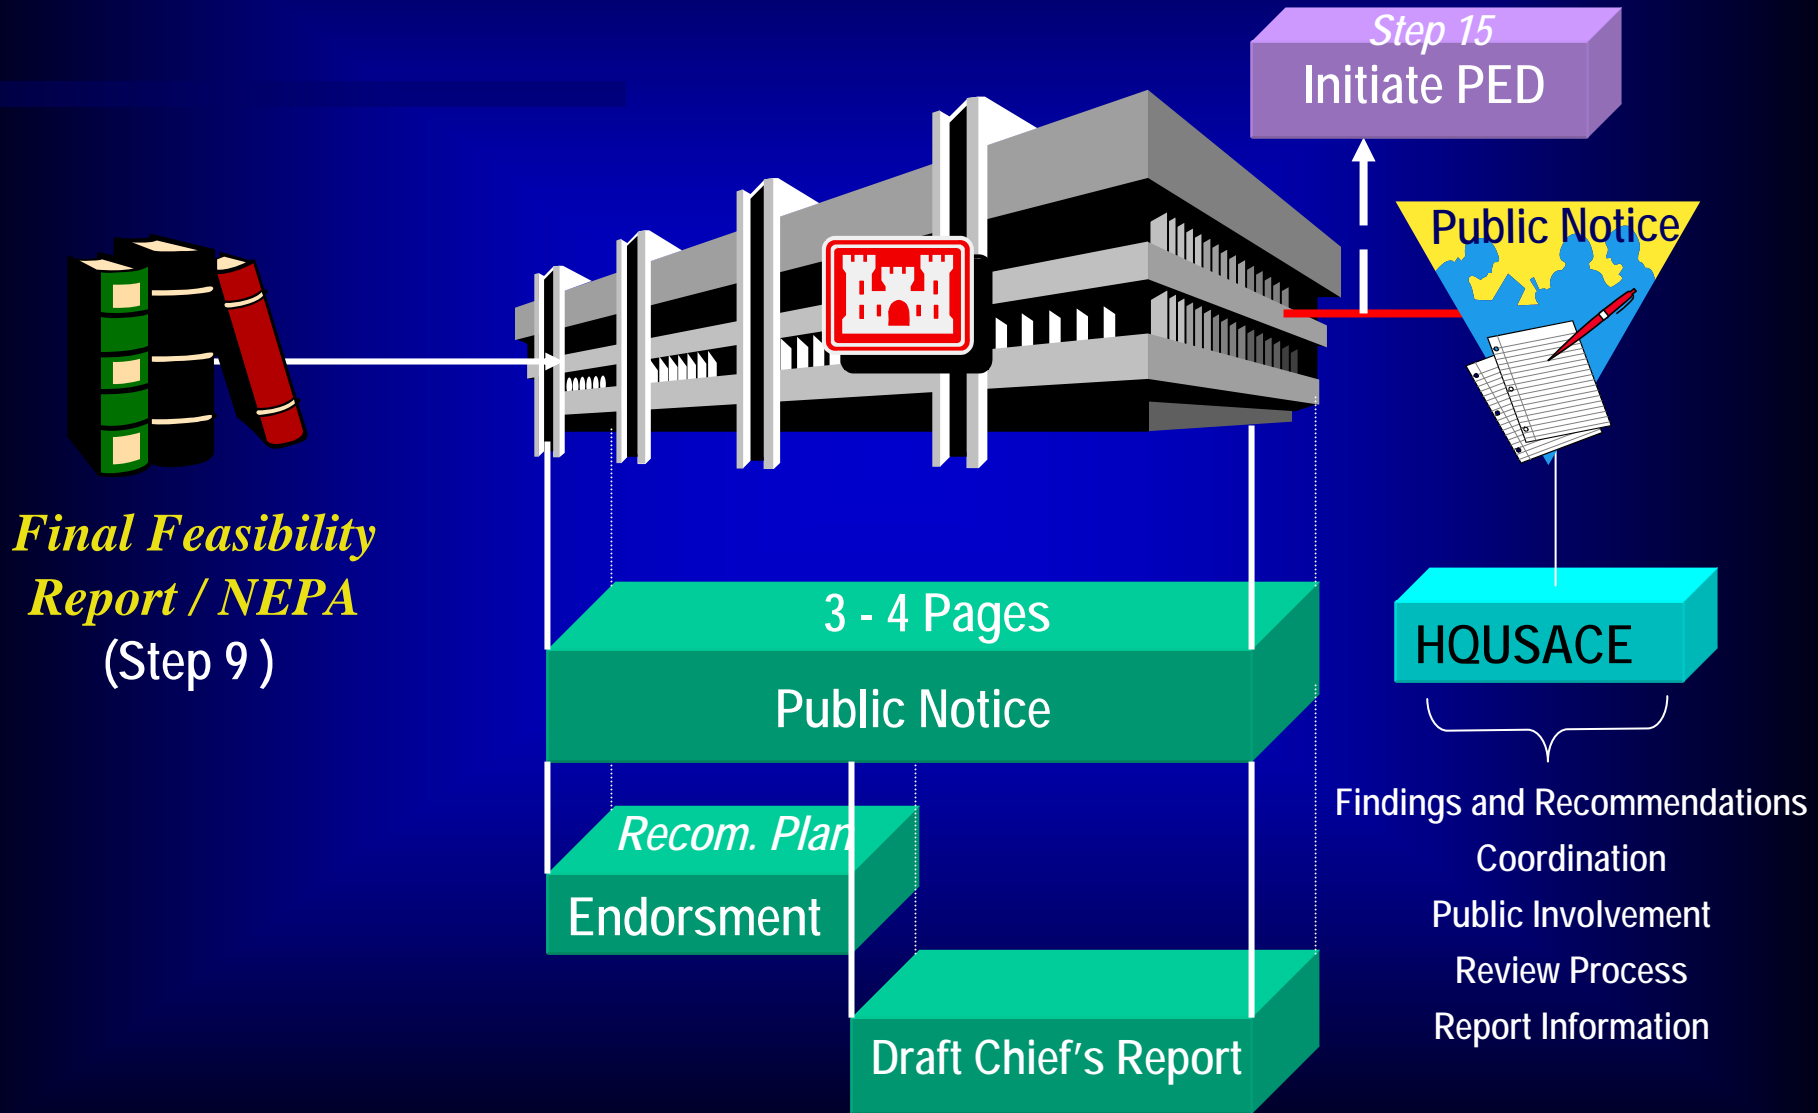 Step 15
Initiate PED
Public Notice
Final Feasibility
Report / NEPA
(Step 9 )
3 - 4 Pages
Public Notice
HQUSACE
Recom. Plan
Endorsment
Draft Chief's Report
Findings and Recommendations
Coordination
Public Involvement
Review Process
Report Information